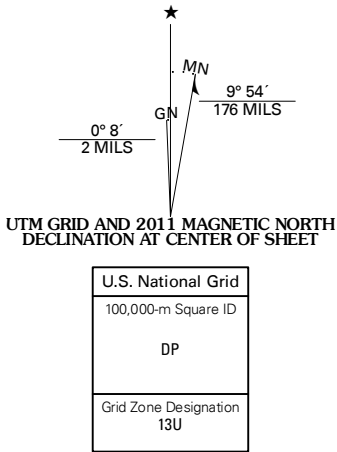 ★
MN
GN
9° 54´
176 MILS
0° 8´
2 MILS
UTM GRID AND 2011 MAGNETIC NORTH
DECLINATION AT CENTER OF SHEET
U.S. National Grid
100,000-m Square ID
DP
Grid Zone Designation
13U